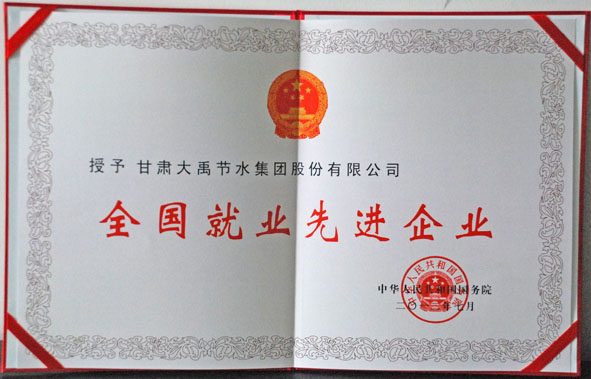 授予 甘肃大禹节水集团股份有限公司
全国就业先进企业
中华人民共和国国务院
二〇一二年七月